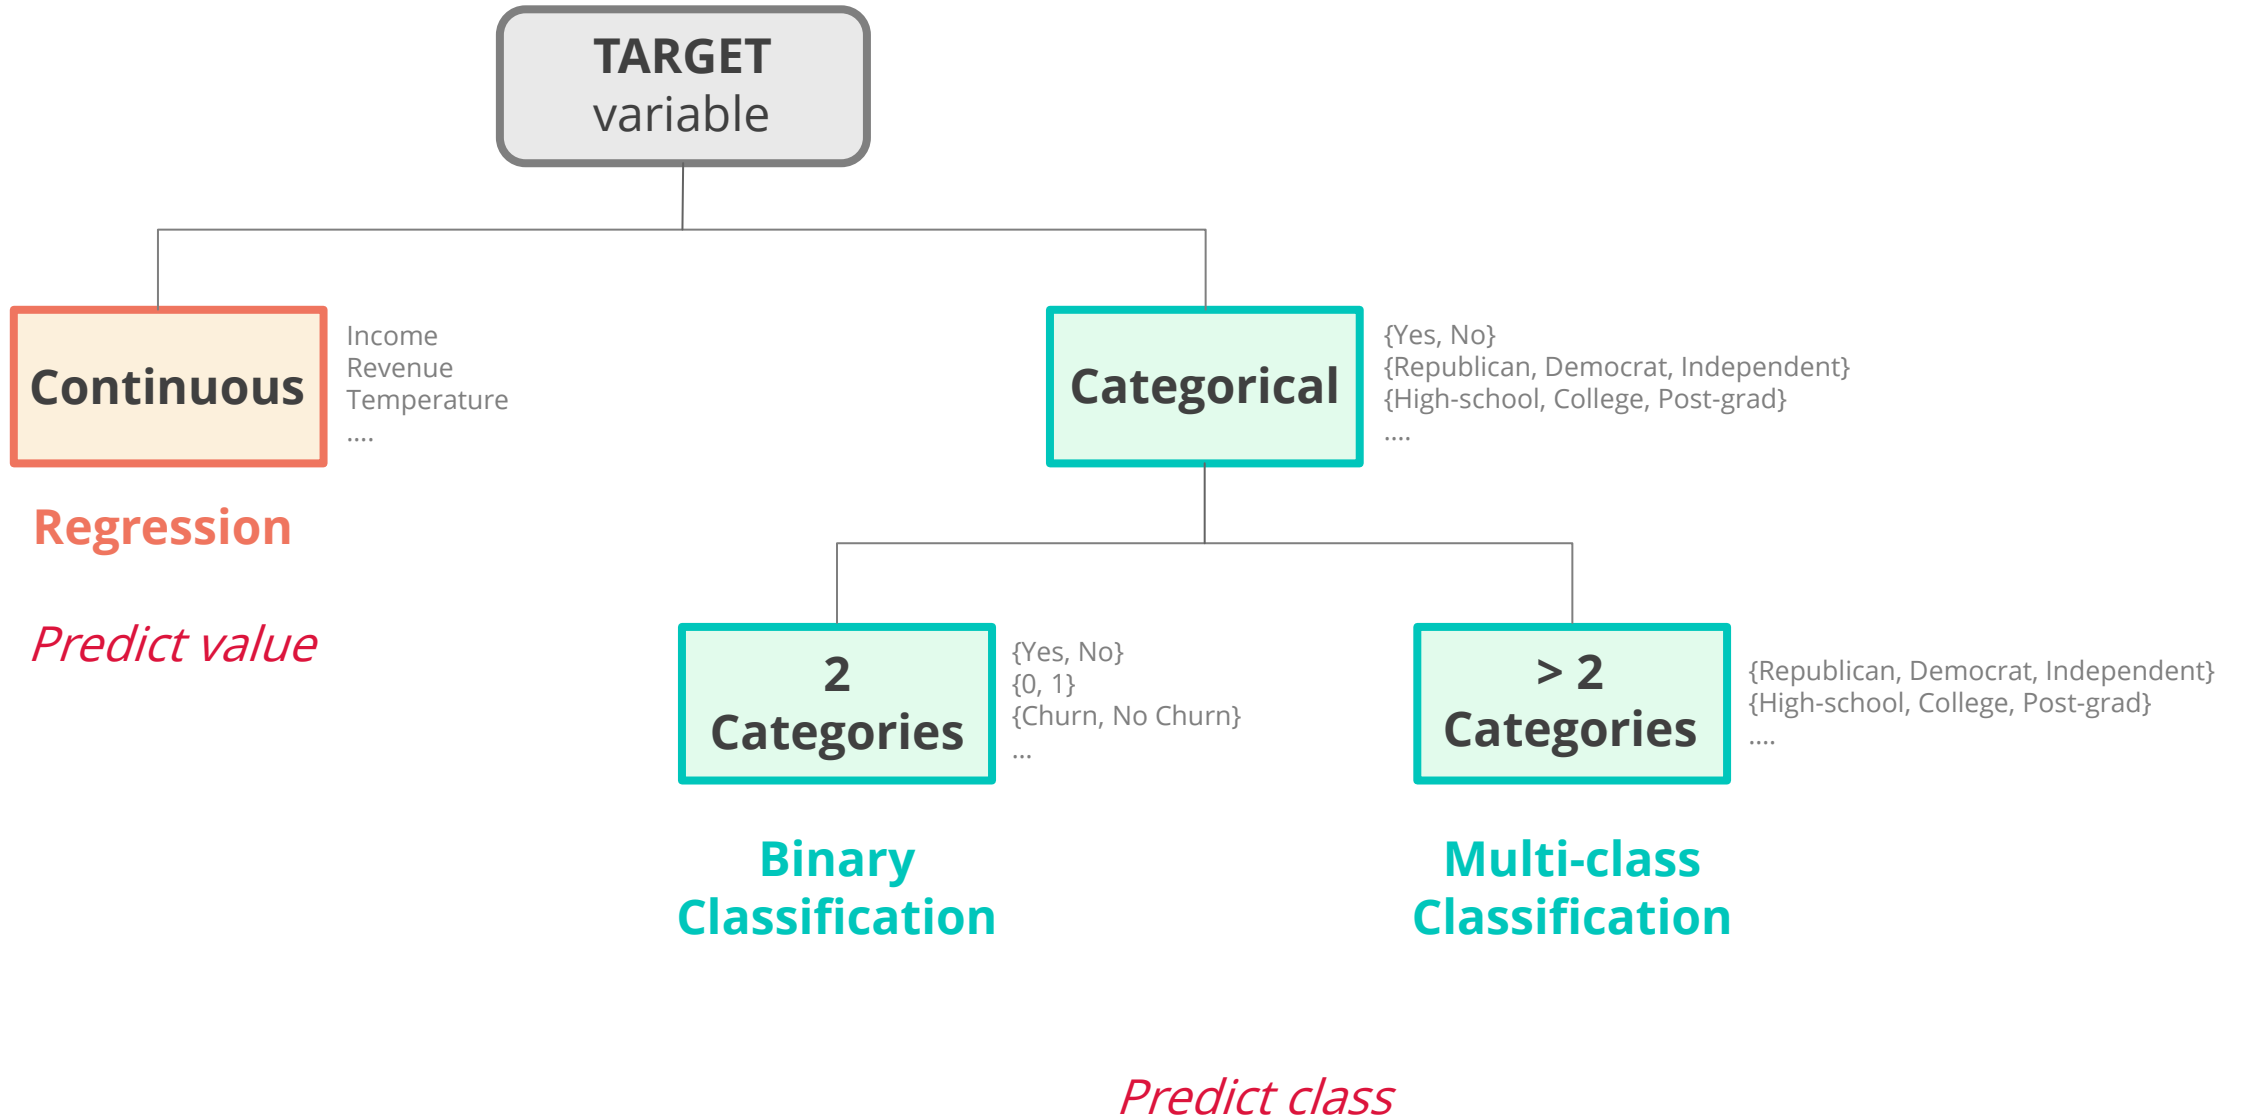 TARGET
variable
Continuous
Income
Revenue
Temperature
....
Regression
Predict value
Categorical
{Yes, No}
{Republican, Democrat, Independent}
{High-school, College, Post-grad}
....
2
Categories
{Yes, No}
{0, 1}
{Churn, No Churn}
...
Binary
Classification
> 2
Categories
{Republican, Democrat, Independent}
{High-school, College, Post-grad}
....
Multi-class
Classification
Predict class